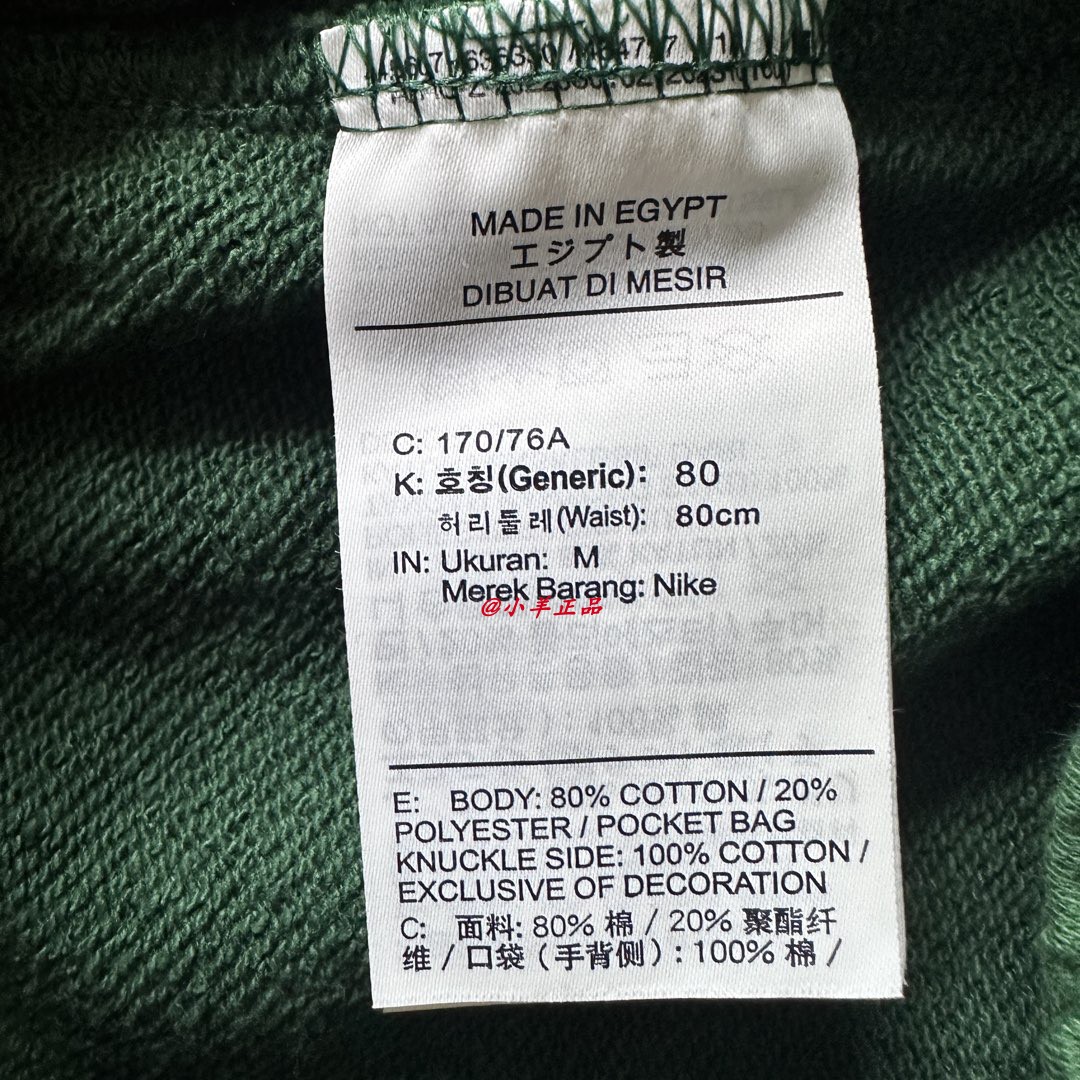 MADE IN EGYPT
エジプト製
DIBUAT DI MESIR
C: 170/76A
K: 호칭(Generic): 80
허리둘레(Waist): 80cm
IN: Ukuran: M
Merek Barang: Nike
@小羊正品
E: BODY: 80% COTTON / 20%
POLYESTER / POCKET BAG
KNUCKLE SIDE: 100% COTTON /
EXCLUSIVE OF DECORATION
C: 面料: 80% 棉 / 20% 聚酯纤
维 / 口袋 (手背侧) : 100% 棉 /